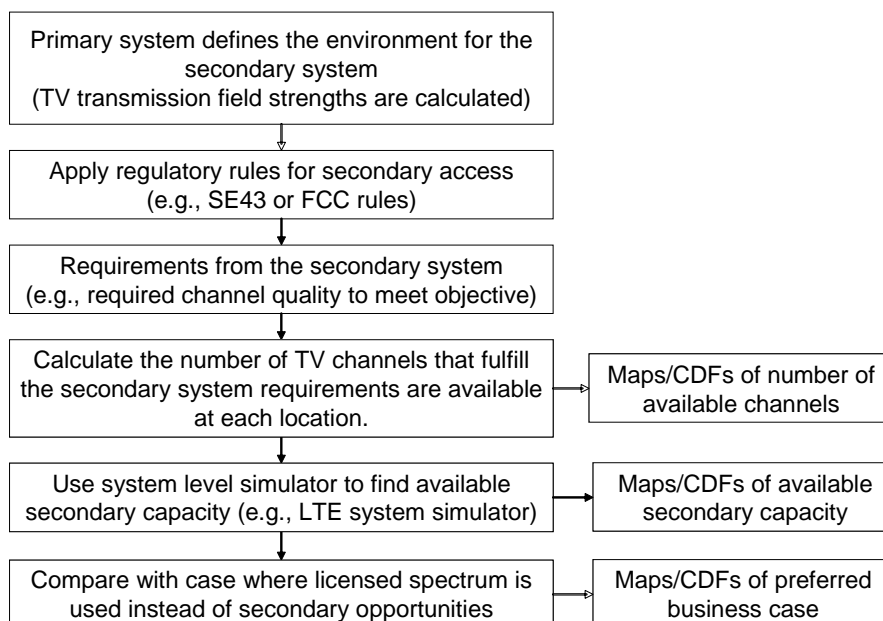 Primary system defines the environment for the
secondary system
(TV transmission field strengths are calculated)
Apply regulatory rules for secondary access
(e.g., SE43 or FCC rules)
Requirements from the secondary system
(e.g., required channel quality to meet objective)
Calculate the number of TV channels that fulfill
the secondary system requirements are available
at each location.
Maps/CDFs of number of
available channels
Use system level simulator to find available
secondary capacity (e.g., LTE system simulator)
Maps/CDFs of available
secondary capacity
Compare with case where licensed spectrum is
used instead of secondary opportunities
Maps/CDFs of preferred
business case